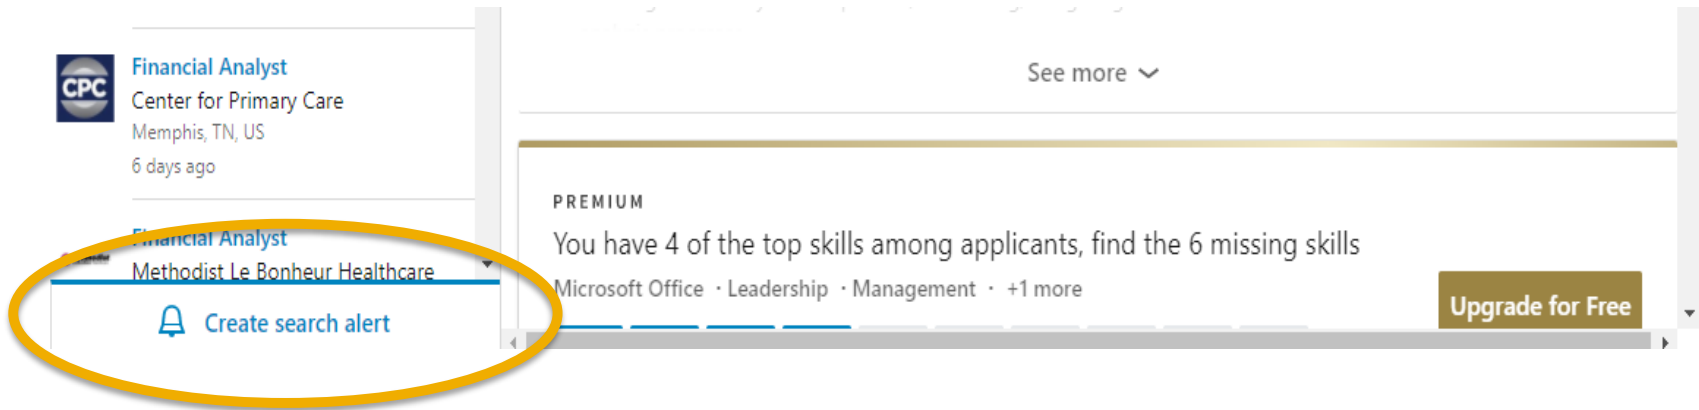 CPC
Financial Analyst
Center for Primary Care
Memphis, TN, US
6 days ago
Financial Analyst
Methodist Le Bonheur Healthcare
Create search alert
See more
PREMIUM
You have 4 of the top skills among applicants, find the 6 missing skills
Microsoft Office · Leadership · Management · +1 more
Upgrade for Free